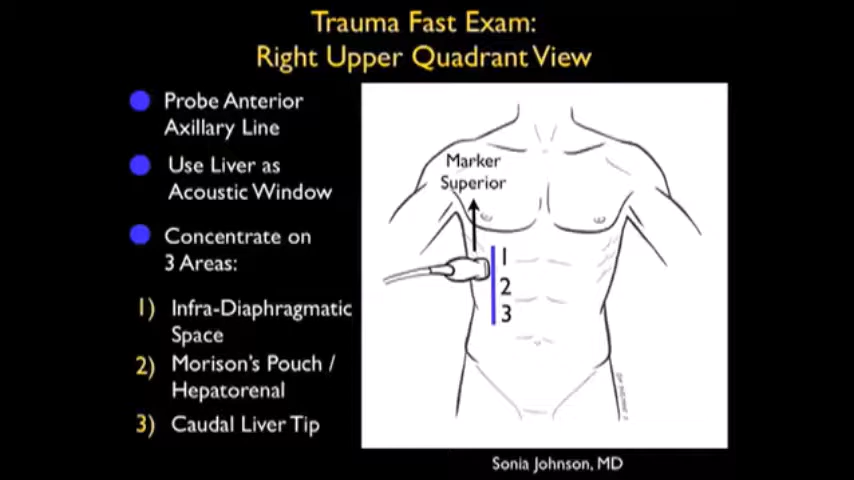 Trauma Fast Exam:
Right Upper Quadrant View
Probe Anterior
Axillary Line
Use Liver as
Acoustic Window
Concentrate on
3 Areas:
1) Infra-Diaphragmatic
Space
2) Morison's Pouch /
Hepatorenal
3) Caudal Liver Tip
Marker
Superior
1
2
3
Sonia Johnson, MD